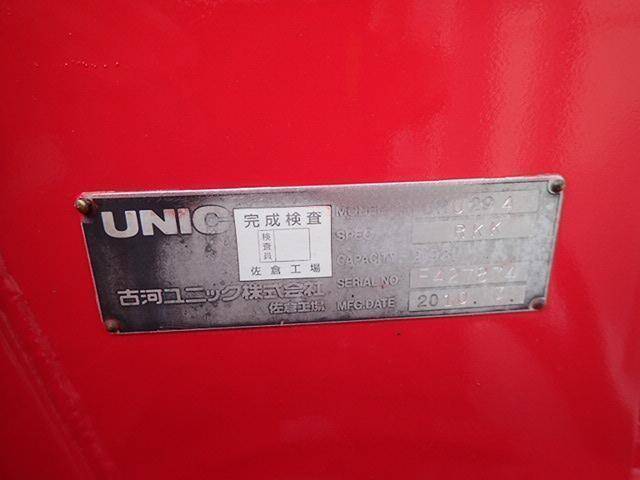 UNIC
完成検査
検査員
佐倉工場
古河ユニック株式会社
佐倉工場
MODEL U294
SPEC RKK
CAPACITY
SERIAL NO
MFG.DATE